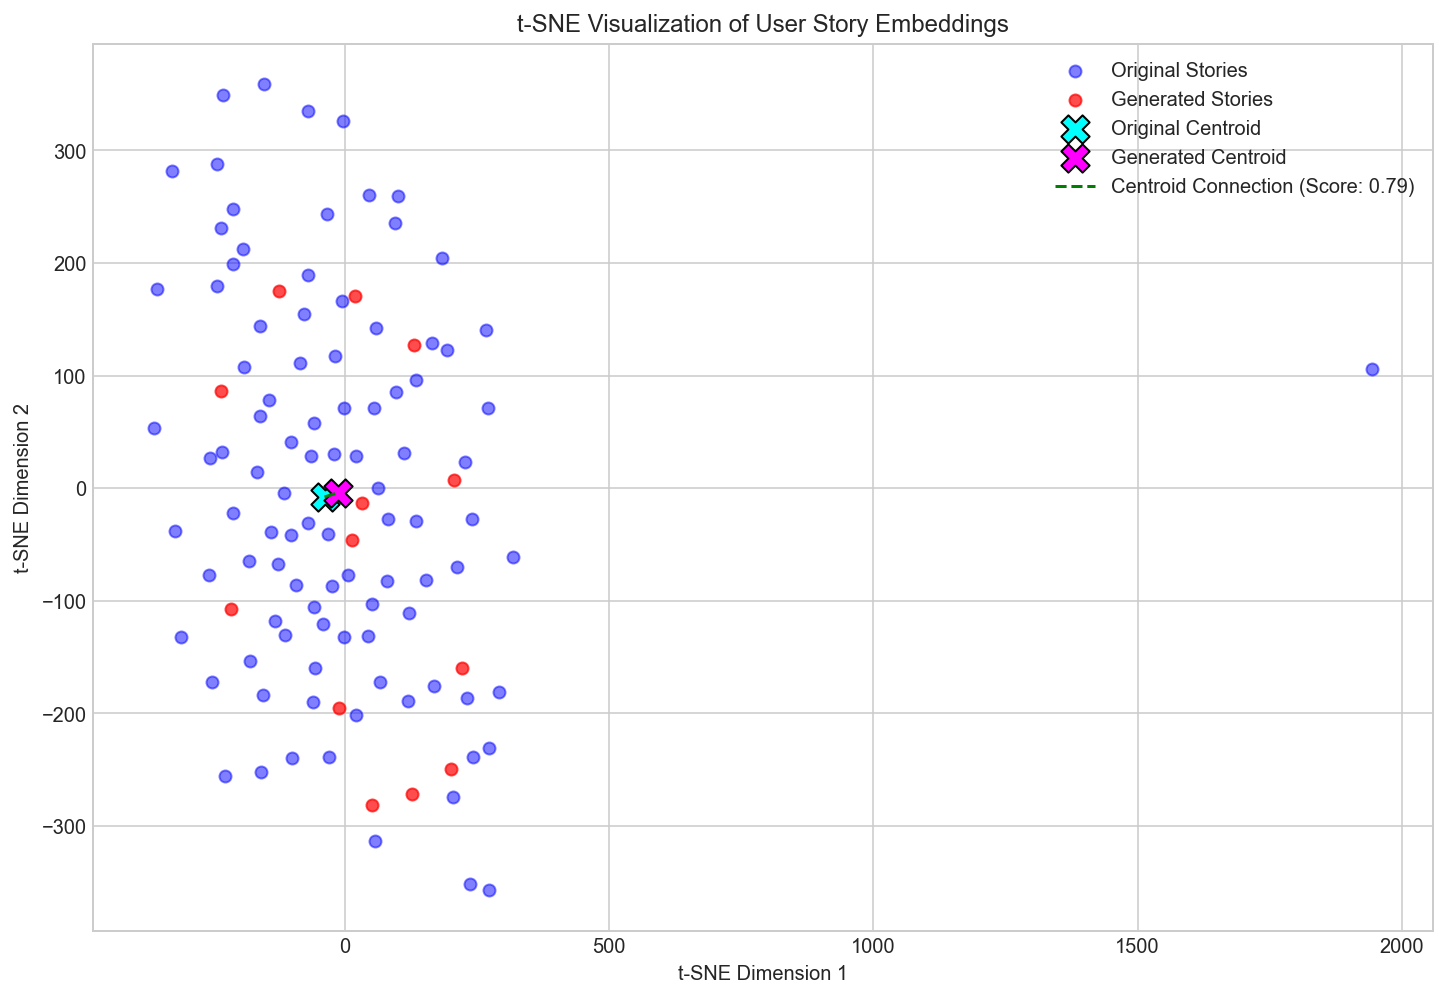 t-SNE Visualization of User Story Embeddings
Original Stories
Generated Stories
Original Centroid
Generated Centroid
Centroid Connection (Score: 0.79)
t-SNE Dimension 2
300
200
100
0
−100
−200
−300
0
500
1000
1500
2000
t-SNE Dimension 1